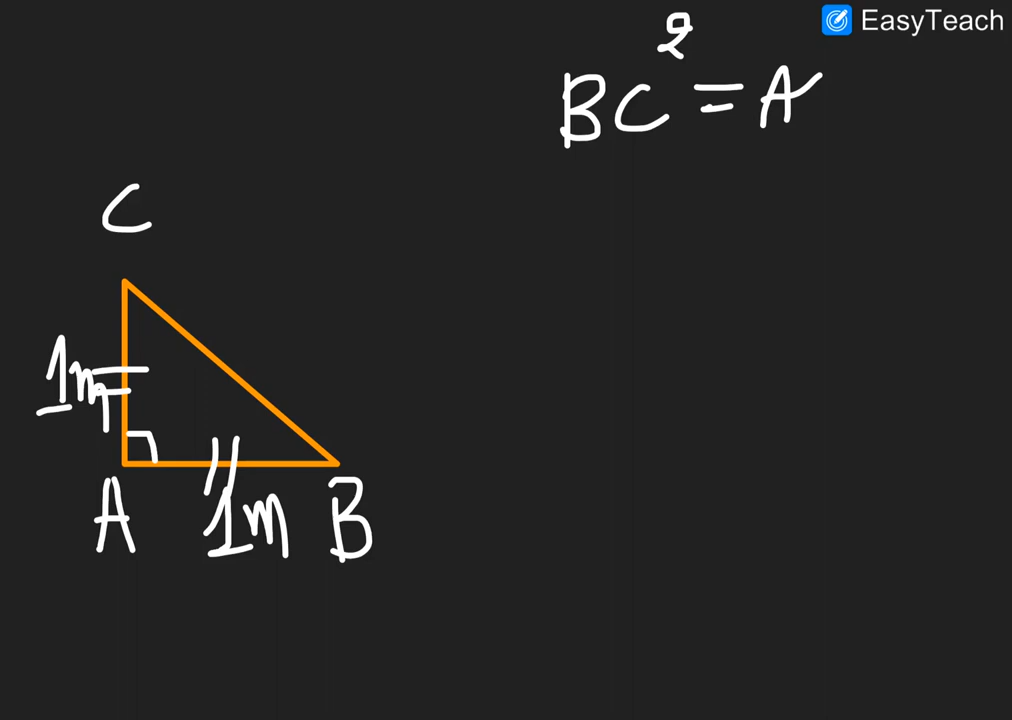 EasyTeach
BC² = A
C
1m
A 1m B